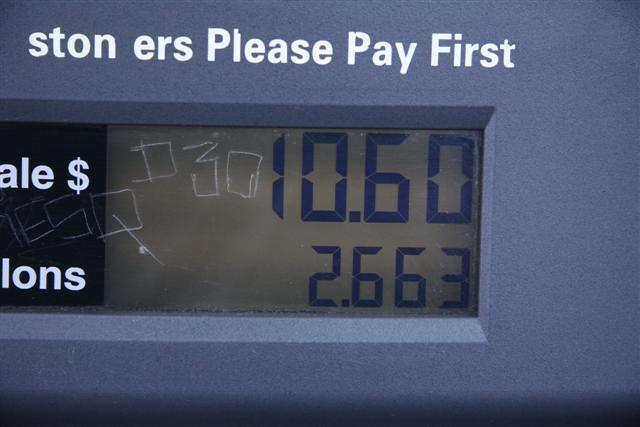 ston ers Please Pay First
ale $ 10.60
lons 2.663